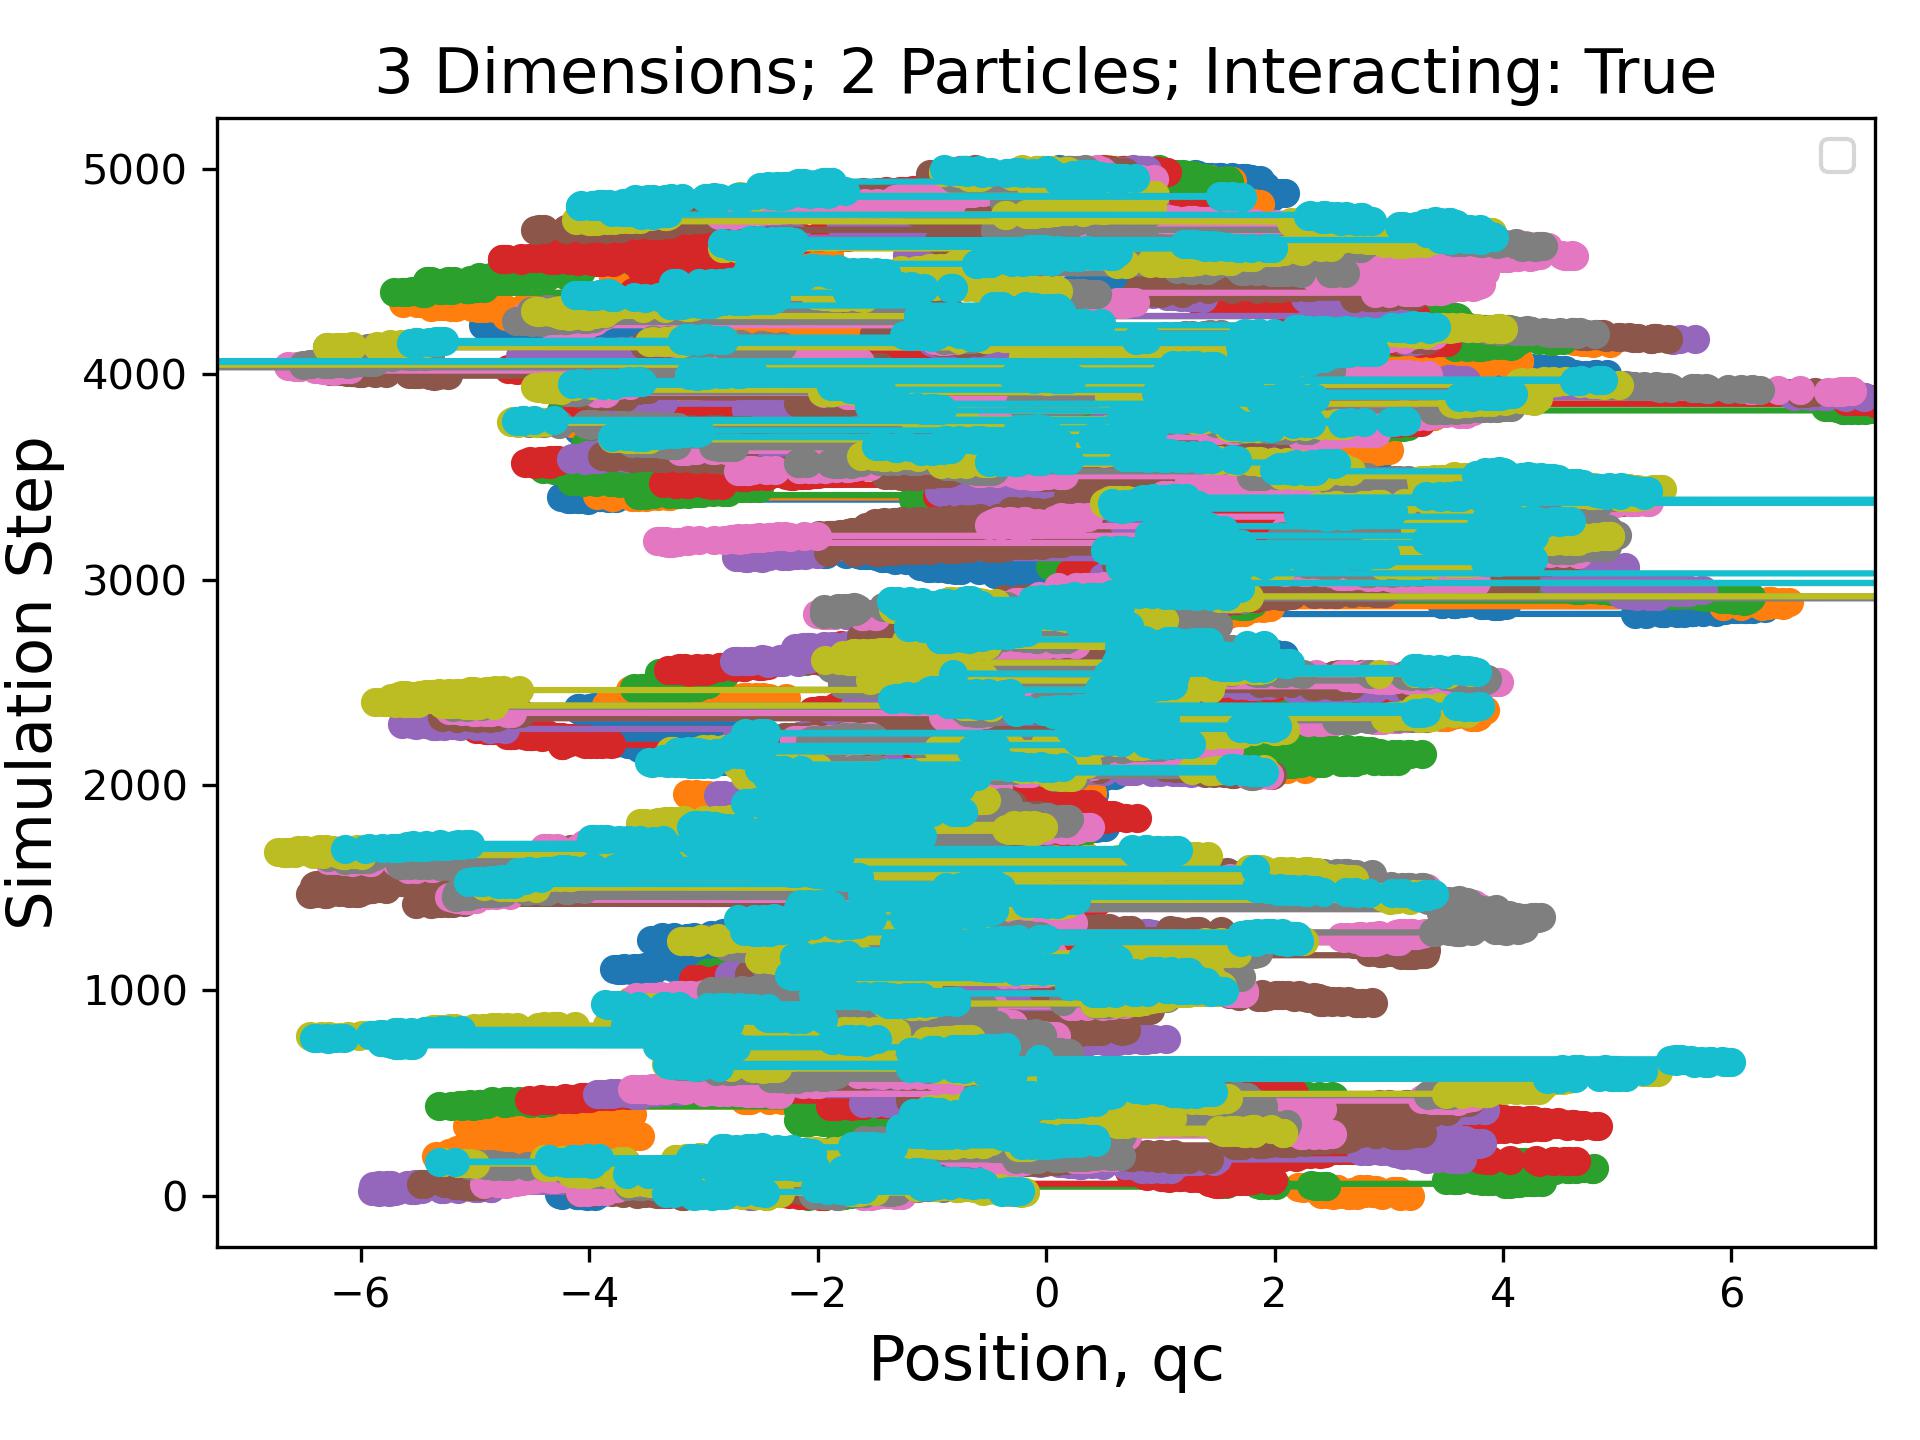 3 Dimensions; 2 Particles; Interacting: True
Simulation Step
5000
4000
3000
2000
1000
0
−6 −4 −2 0 2 4 6
Position, qc